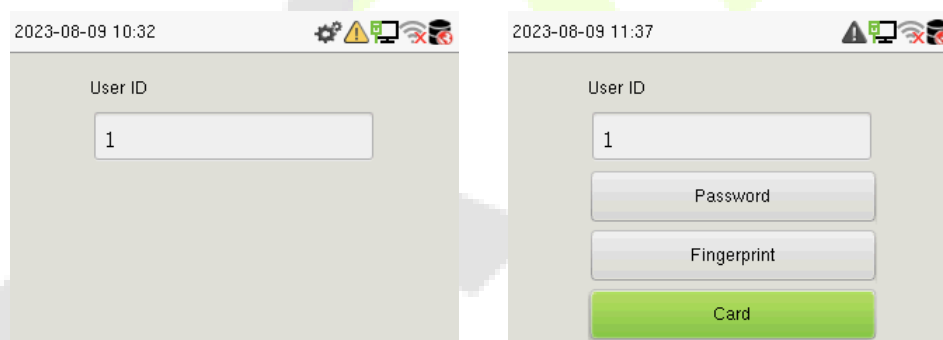 2023-08-09 10:32
User ID
1
2023-08-09 11:37
User ID
1
Password
Fingerprint
Card